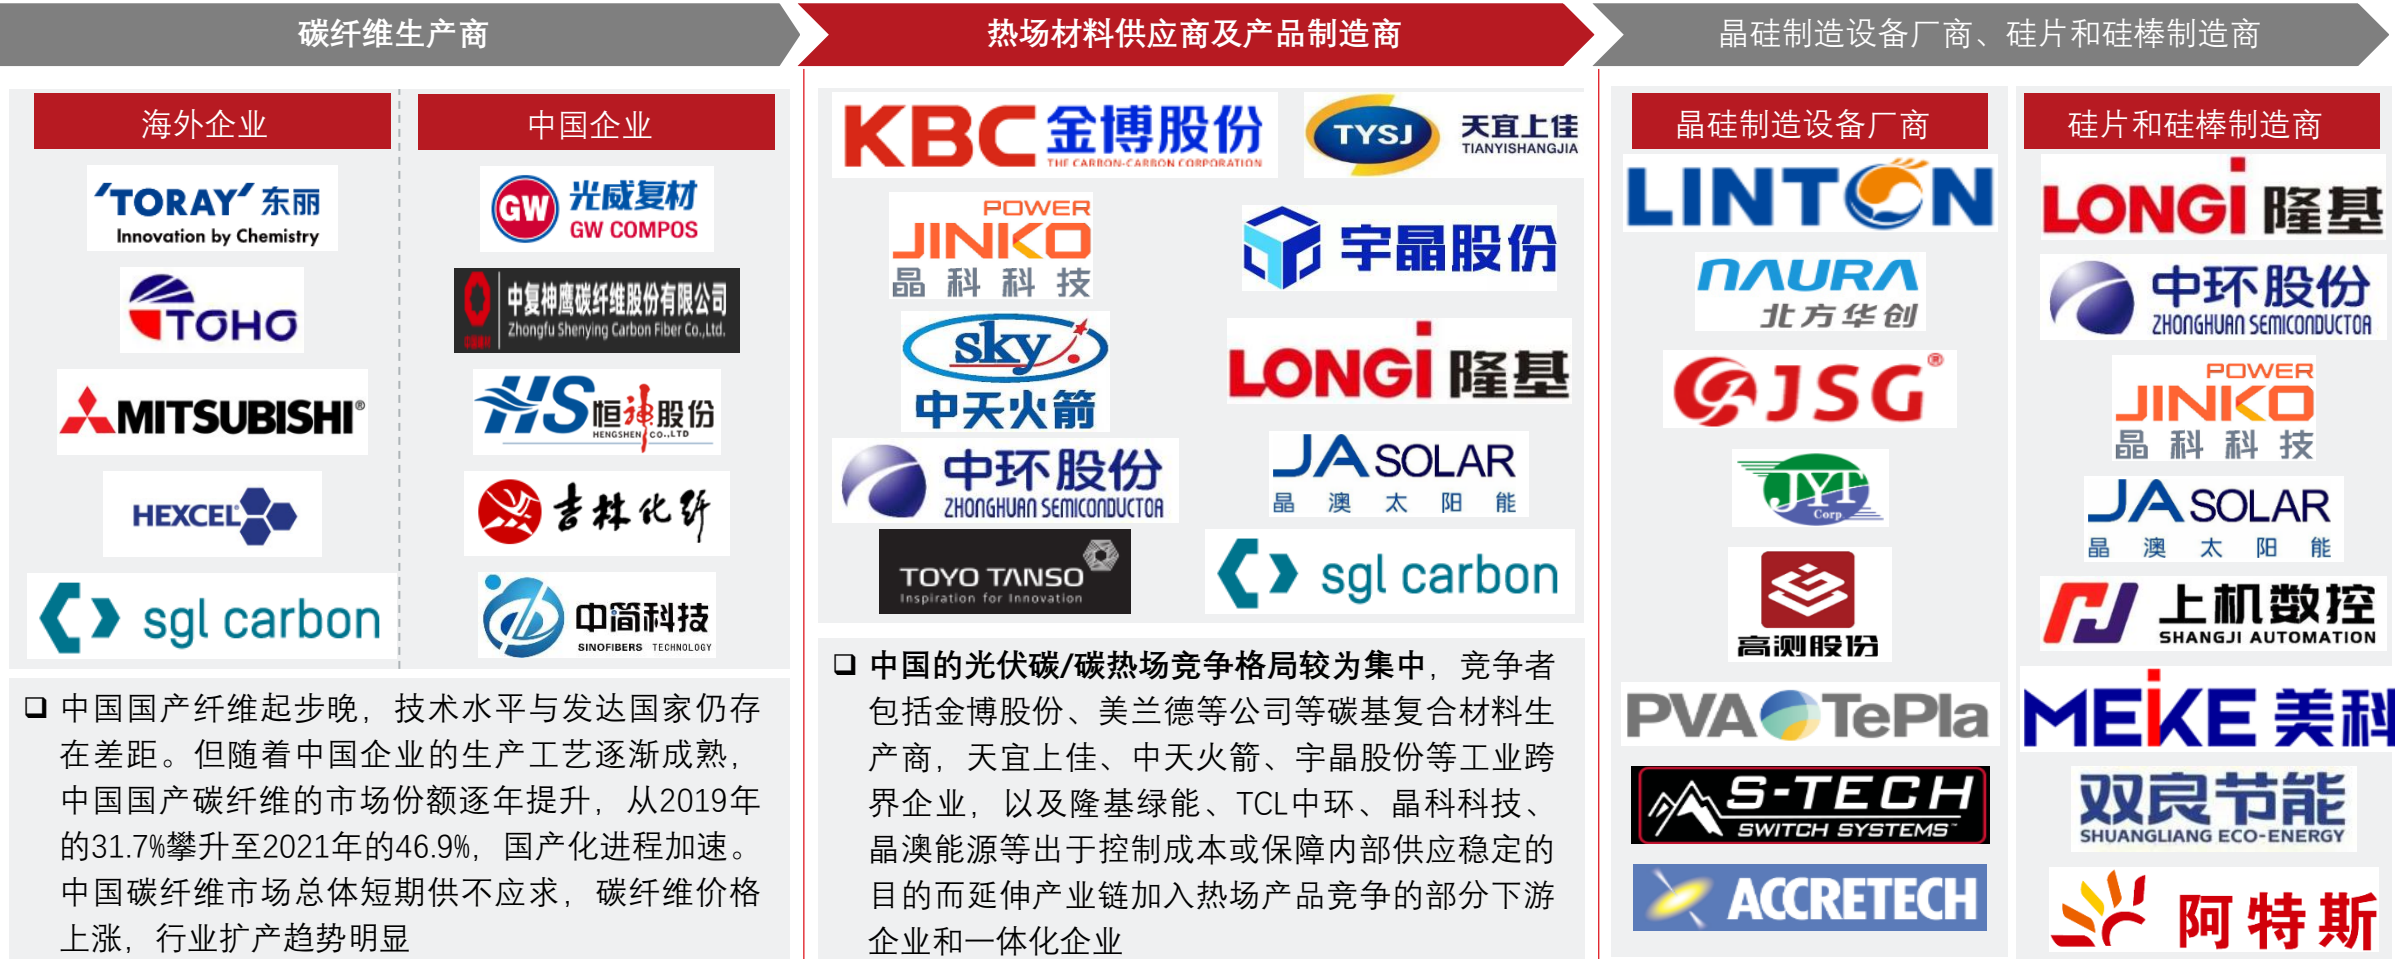 碳纤维生产商
热场材料供应商及产品制造商
晶硅制造设备厂商、硅片和硅棒制造商
海外企业
中国企业
'TORAY' 东丽
Innovation by Chemistry
TOHO
MITSUBISHI®
HEXCEL
sgl carbon
GW 光威复材
GW COMPOS
中复神鹰碳纤维股份有限公司
Zhongfu Shenying Carbon Fiber Co.,Ltd.
HS 恒神股份
HENGSHEN CO.,LTD
吉林化纤
中简科技
SINOFIBERS TECHNOLOGY
中国国产纤维起步晚，技术水平与发达国家仍存
在差距。但随着中国企业的生产工艺逐渐成熟，
中国国产碳纤维的市场份额逐年提升，从2019年
的31.7%攀升至2021年的46.9%，国产化进程加速。
中国碳纤维市场总体短期供不应求，碳纤维价格
上涨，行业扩产趋势明显
KBC 金博股份
THE CARBON-CARBON CORPORATION
TYSJ 天宜上佳
TIANYISHANGJIA
POWER
JINKO
晶科科技
宇晶股份
sky
中天火箭
LONGi 隆基
中环股份
ZHONGHUAN SEMICONDUCTOR
JA SOLAR
晶澳太阳能
TOYO TANSO
Inspiration for Innovation
sgl carbon
中国的光伏碳/碳热场竞争格局较为集中，竞争者
包括金博股份、美兰德等公司等碳基复合材料生
产商，天宜上佳、中天火箭、宇晶股份等工业跨
界企业，以及隆基绿能、TCL中环、晶科科技、
晶澳能源等出于控制成本或保障内部供应稳定的
目的而延伸产业链加入热场产品竞争的部分下游
企业和一体化企业
晶硅制造设备厂商
LINTON
NAURA
北方华创
JSG®
JYT
Corp.
高测股份
PVA TePla
S-TECH
SWITCH SYSTEMS
ACCRETECH
硅片和硅棒制造商
LONGi 隆基
中环股份
ZHONGHUAN SEMICONDUCTOR
POWER
JINKO
晶科科技
JA SOLAR
晶澳太阳能
上机数控
SHANGJI AUTOMATION
MEIKE 美科
双良节能
SHUANGLIANG ECO-ENERGY
阿特斯